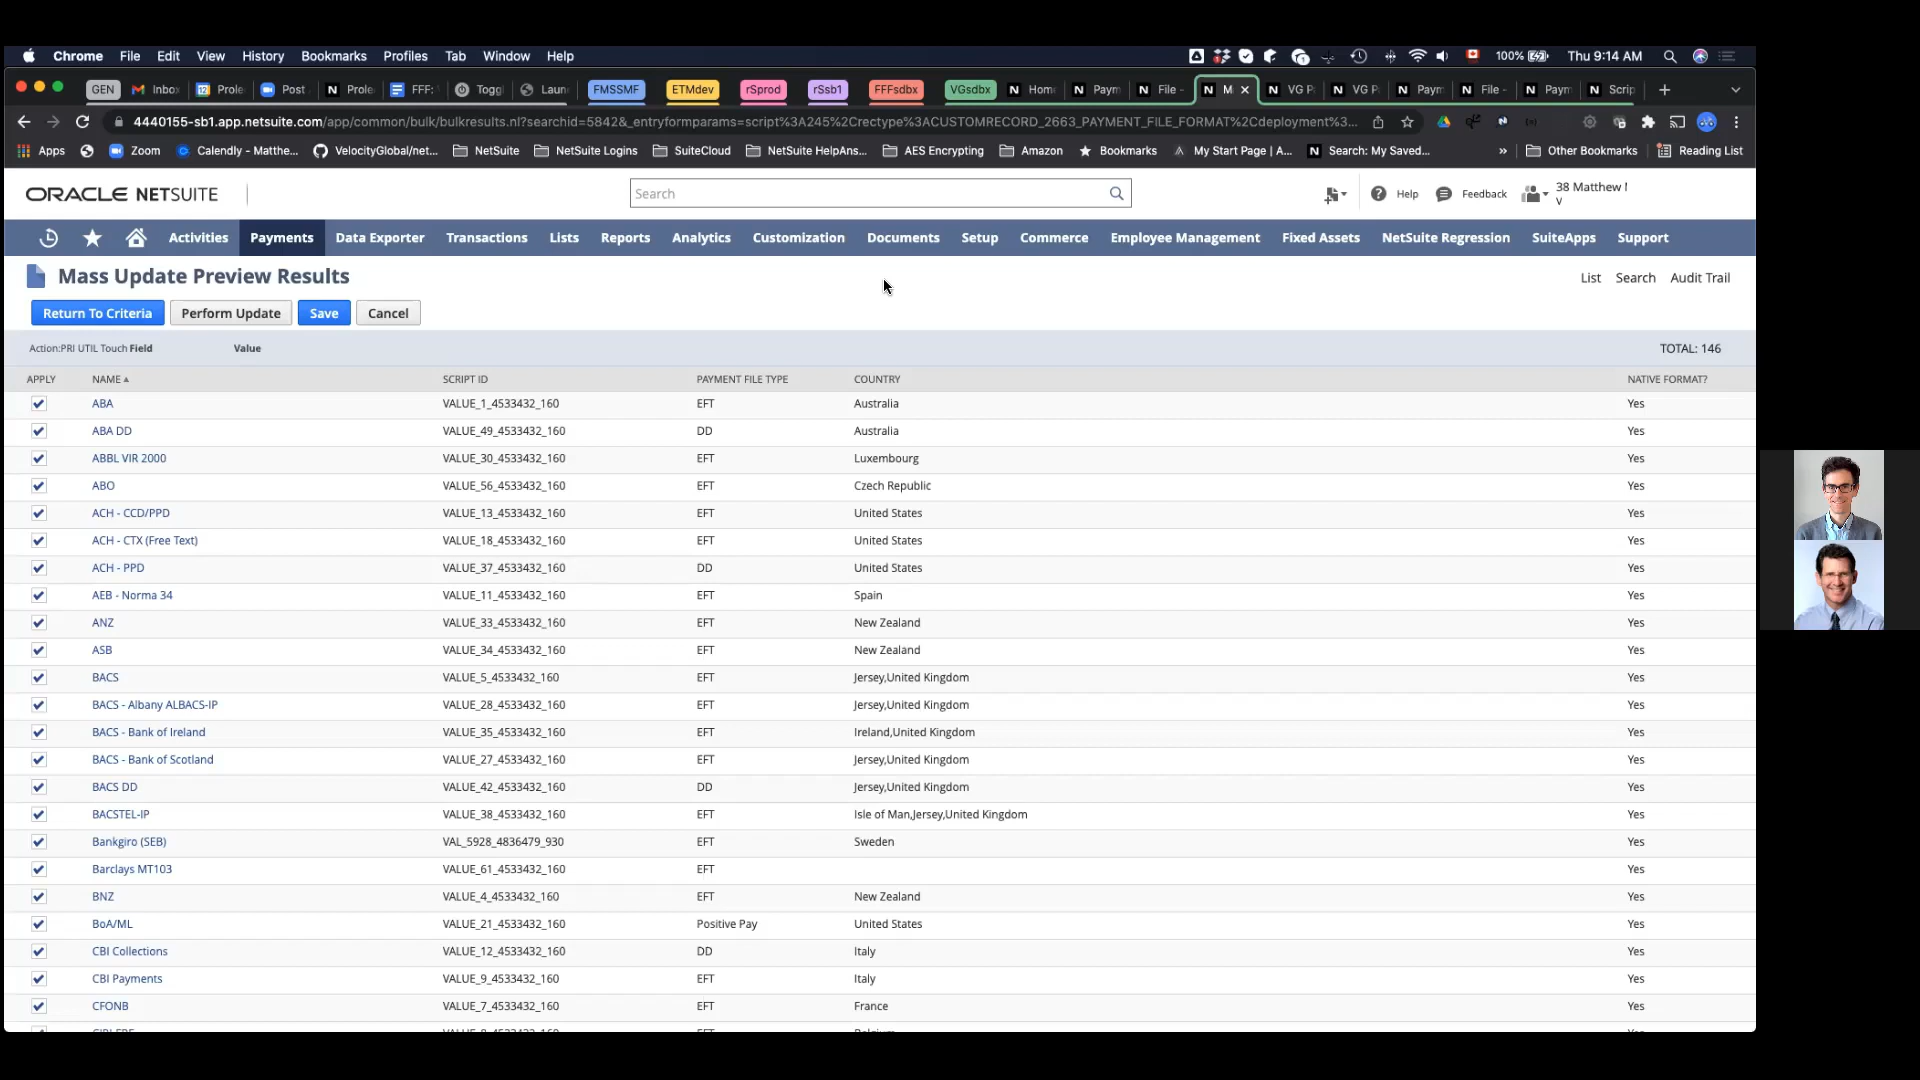 Chrome File Edit View History Bookmarks Profiles Tab Window Help 100% Thu 9:14 AM
GEN Inbo Prole Post Prole FFF: Toggl Laun FMSSMF ETMdev rSprod rSsb1 FFFsdbx VGsdbx Hom Paym File - M VG P VG P Paym File - Paym Scrip
4440155-sb1.app.netsuite.com/app/common/bulk/bulkresults.nl?searchid=5842&_entryformparams=script%3A245%2Crectype%3ACUSTOMRECORD_2663_PAYMENT_FILE_FORMAT%2Cdeployment%3...
Apps Zoom Calendly - Matthe... VelocityGlobal/net... NetSuite NetSuite Logins SuiteCloud NetSuite HelpAns... AES Encrypting Amazon Bookmarks My Start Page | A... Search: My Saved... » Other Bookmarks Reading List
ORACLE NETSUITE Search Help Feedback 38 Matthew
Activities Payments Data Exporter Transactions Lists Reports Analytics Customization Documents Setup Commerce Employee Management Fixed Assets NetSuite Regression SuiteApps Support
Mass Update Preview Results List Search Audit Trail
Return To Criteria Perform Update Save Cancel
Action:PRI UTIL Touch Field Value TOTAL: 146
APPLY NAME SCRIPT ID PAYMENT FILE TYPE COUNTRY NATIVE FORMAT?
ABA VALUE_1_4533432_160 EFT Australia Yes
ABA DD VALUE_49_4533432_160 DD Australia Yes
ABBL VIR 2000 VALUE_30_4533432_160 EFT Luxembourg Yes
ABO VALUE_56_4533432_160 EFT Czech Republic Yes
ACH - CCD/PPD VALUE_13_4533432_160 EFT United States Yes
ACH - CTX (Free Text) VALUE_18_4533432_160 EFT United States Yes
ACH - PPD VALUE_37_4533432_160 DD United States Yes
AEB - Norma 34 VALUE_11_4533432_160 EFT Spain Yes
ANZ VALUE_33_4533432_160 EFT New Zealand Yes
ASB VALUE_34_4533432_160 EFT New Zealand Yes
BACS VALUE_5_4533432_160 EFT Jersey,United Kingdom Yes
BACS - Albany ALBACS-IP VALUE_28_4533432_160 EFT Jersey,United Kingdom Yes
BACS - Bank of Ireland VALUE_35_4533432_160 EFT Ireland,United Kingdom Yes
BACS - Bank of Scotland VALUE_27_4533432_160 EFT Jersey,United Kingdom Yes
BACS DD VALUE_42_4533432_160 DD Jersey,United Kingdom Yes
BACSTEL-IP VALUE_38_4533432_160 EFT Isle of Man,Jersey,United Kingdom Yes
Bankgiro (SEB) VAL_5928_4836479_930 EFT Sweden Yes
Barclays MT103 VALUE_61_4533432_160 EFT Yes
BNZ VALUE_4_4533432_160 EFT New Zealand Yes
BoA/ML VALUE_21_4533432_160 Positive Pay United States Yes
CBI Collections VALUE_12_4533432_160 DD Italy Yes
CBI Payments VALUE_9_4533432_160 EFT Italy Yes
CFONB VALUE_7_4533432_160 EFT France Yes